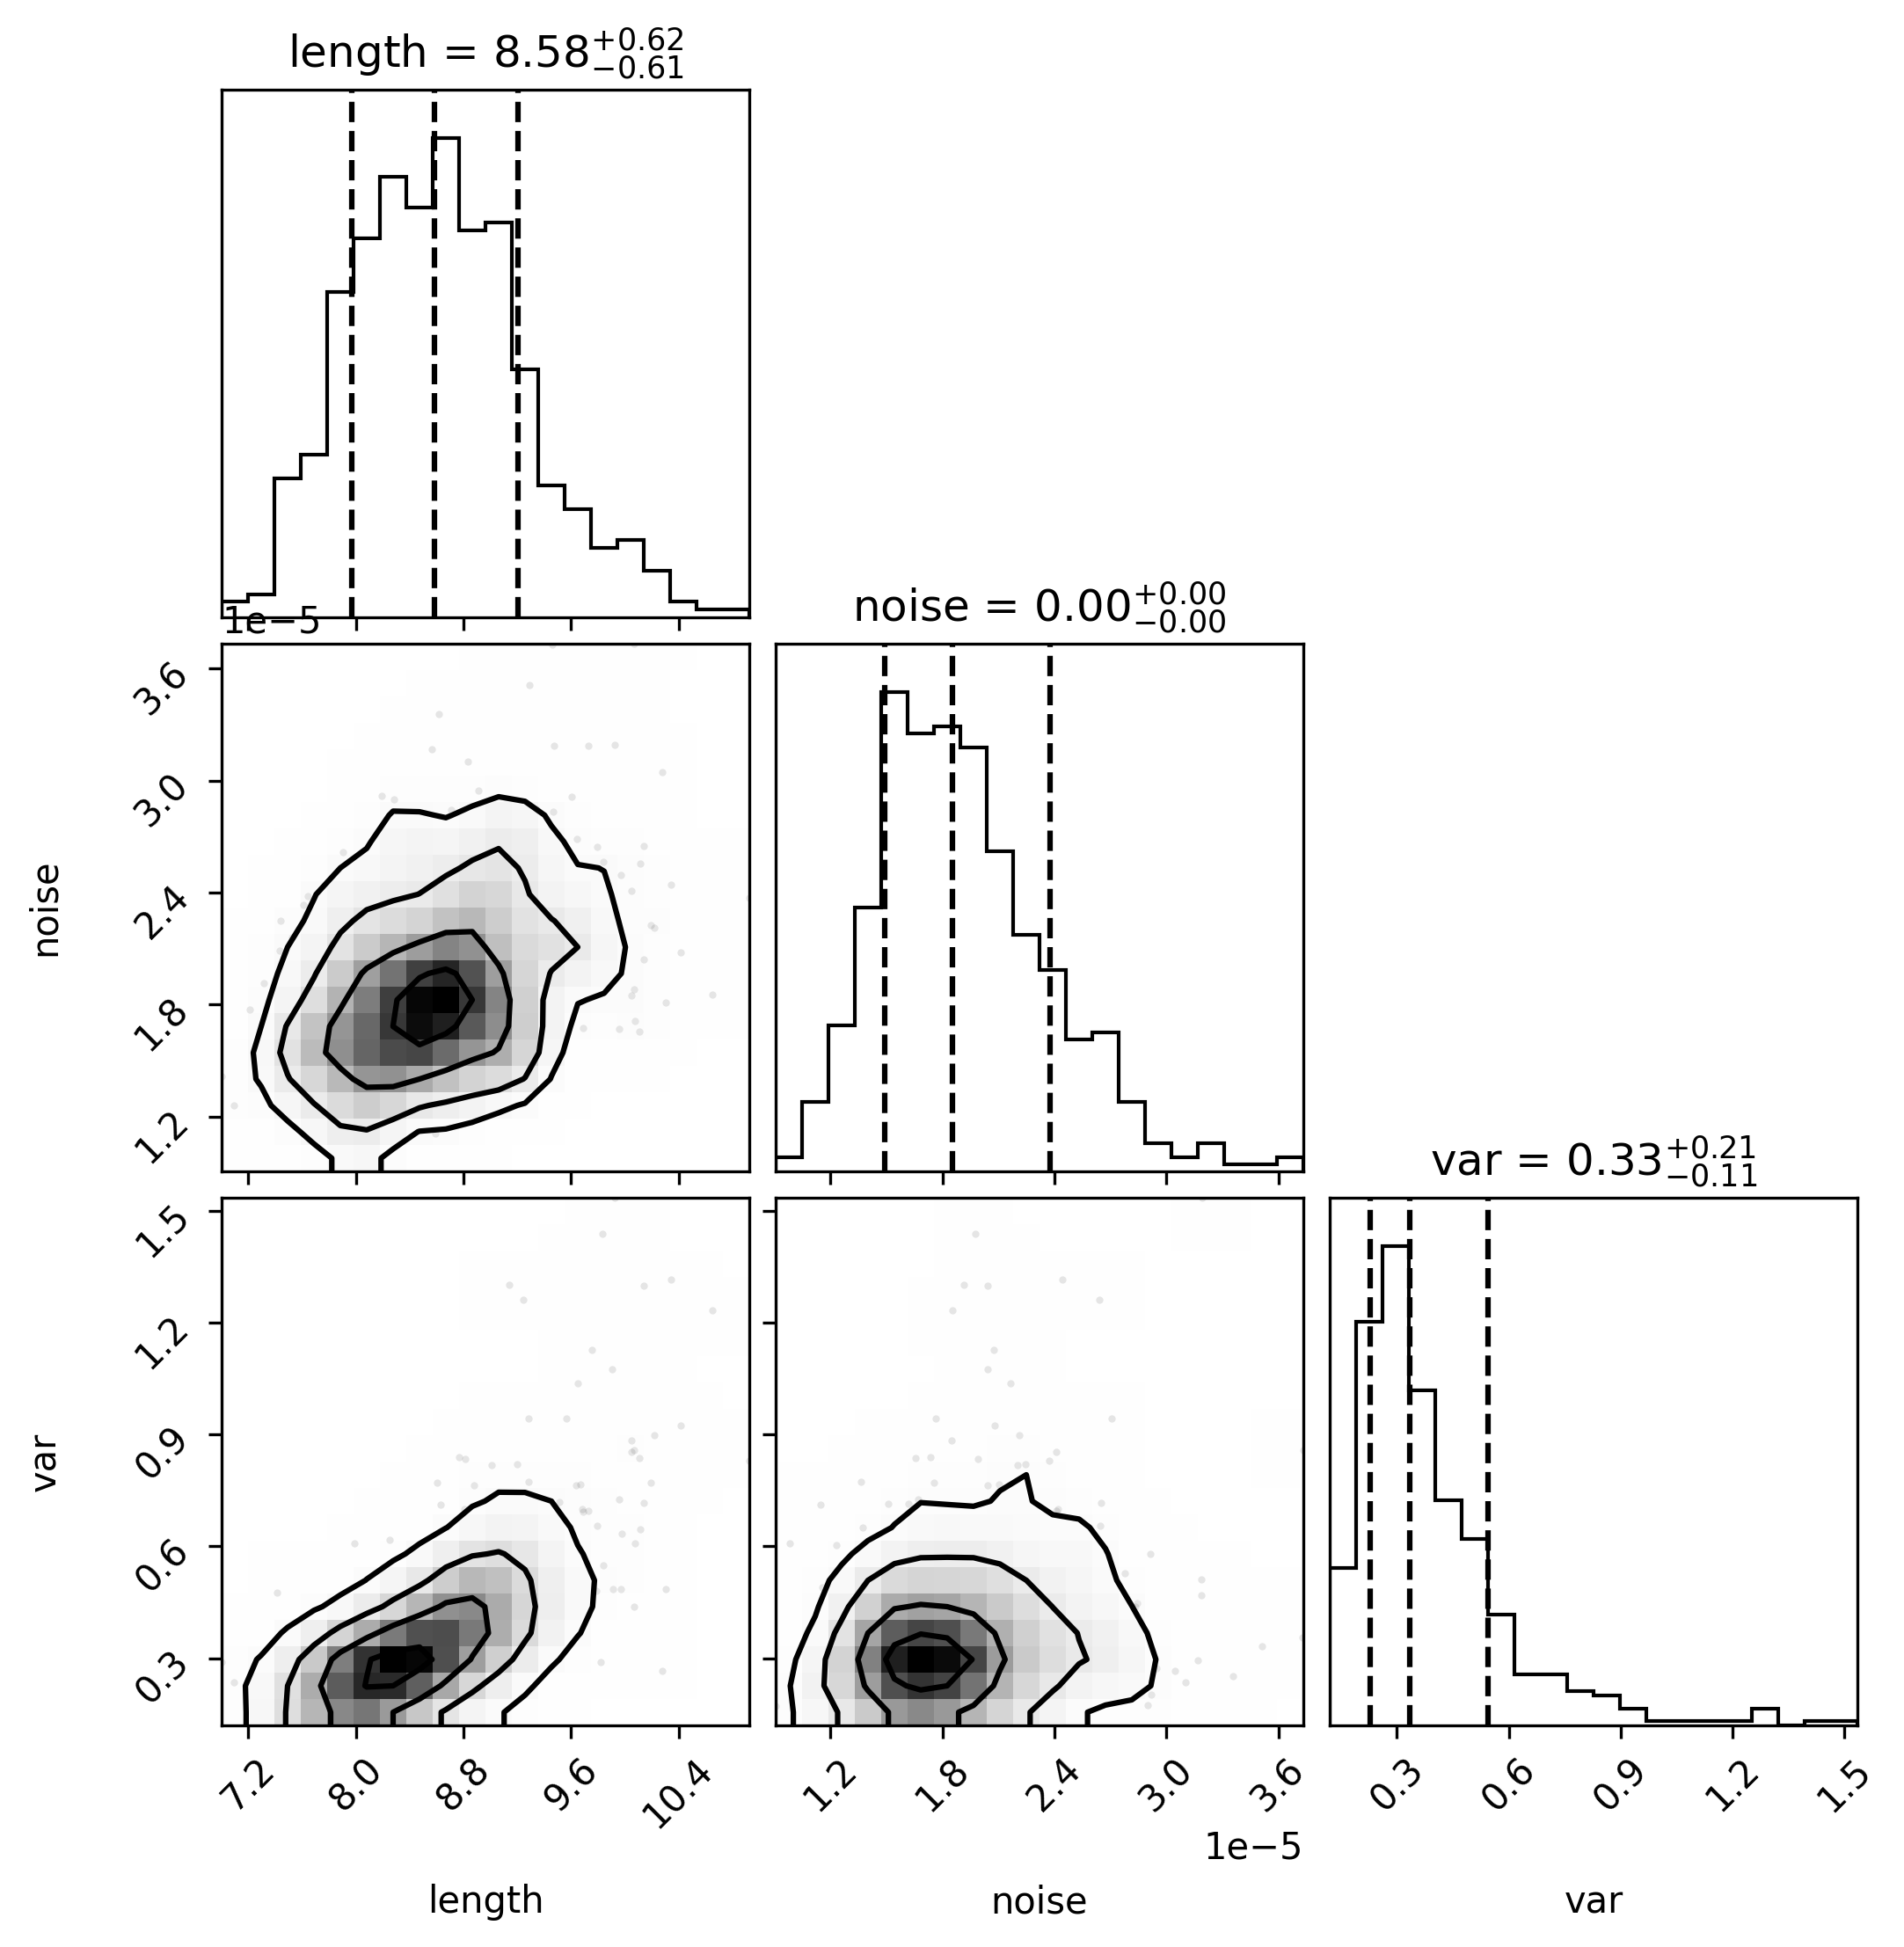 length = 8.58+0.62
−0.61
1e−5
noise = 0.00+0.00
−0.00
3.6
3.0
2.4
1.8
1.2
noise
var = 0.33+0.21
−0.11
1.5
1.2
0.9
0.6
0.3
var
7.2 8.0 8.8 9.6 10.4
1.2 1.8 2.4 3.0 3.6
0.3 0.6 0.9 1.2 1.5
1e−5
length noise var